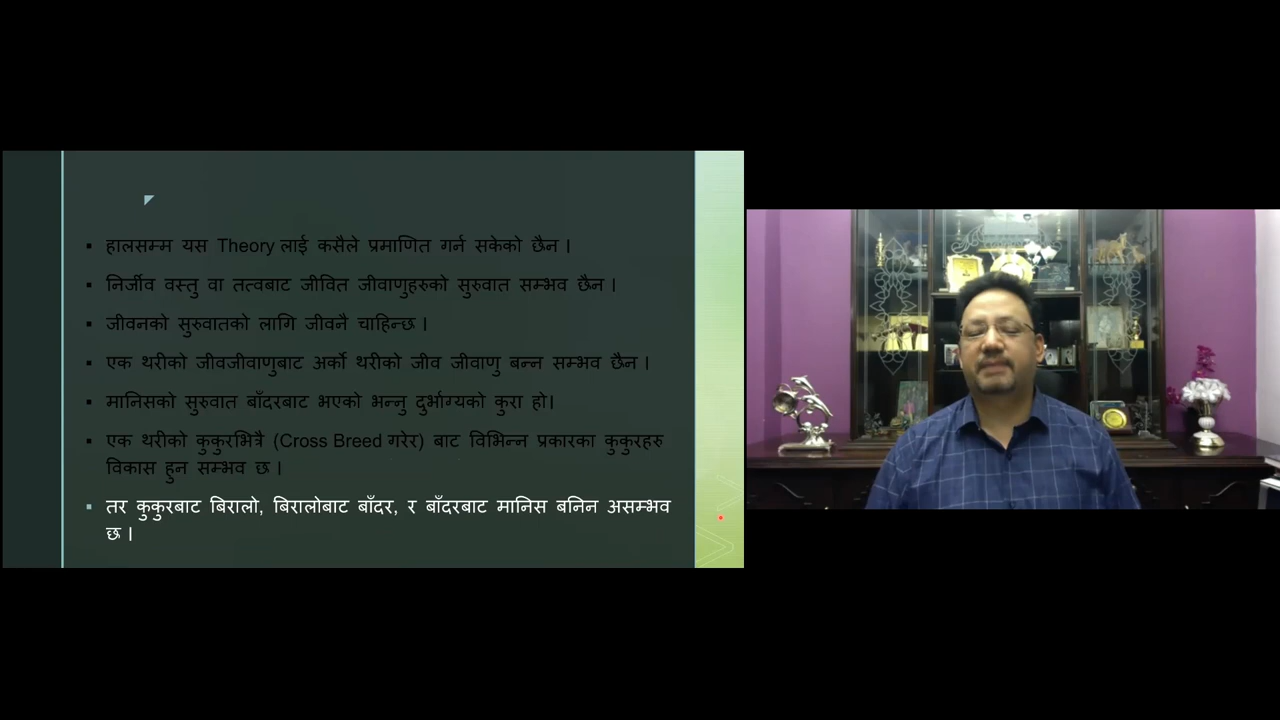 हालसम्म यस Theory लाई कसैले प्रमाणित गर्न सकेको छैन ।
निर्जीव वस्तु वा तत्वबाट जीवित जीवाणुहरुको सुरुवात सम्भव छैन ।
जीवनको सुरुवातको लागि जीवनै चाहिन्छ ।
एक थरीको जीवजीवाणुबाट अर्को थरीको जीव जीवाणु बन्न सम्भव छैन ।
मानिसको सुरुवात बाँदरबाट भएको भन्नु दुर्भाग्यको कुरा हो।
एक थरीको कुकुरभित्रै (Cross Breed गरेर) बाट विभिन्न प्रकारका कुकुरहरु
विकास हुन सम्भव छ ।
तर कुकुरबाट बिरालो, बिरालोबाट बाँदर, र बाँदरबाट मानिस बनिन असम्भव
छ ।